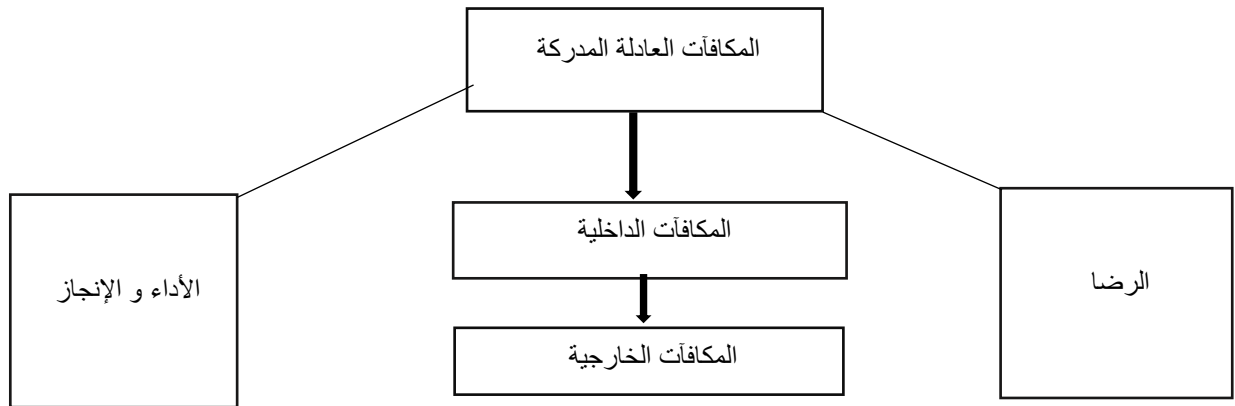 المكافآت العادلة المدركة
المكافآت الداخلية
الرضا
الأداء و الإنجاز
المكافآت الخارجية